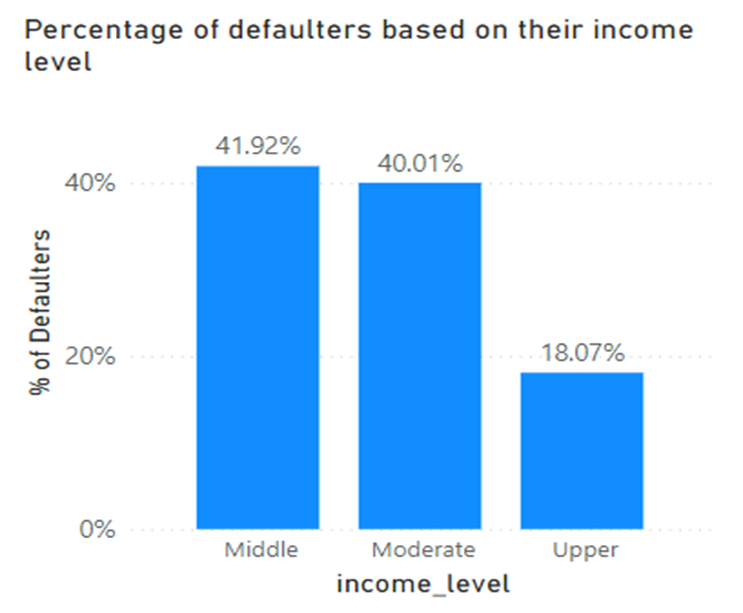 Percentage of defaulters based on their income
level
41.92%
40.01%
40%
20%
18.07%
0%
% of Defaulters
Middle Moderate Upper
income_level